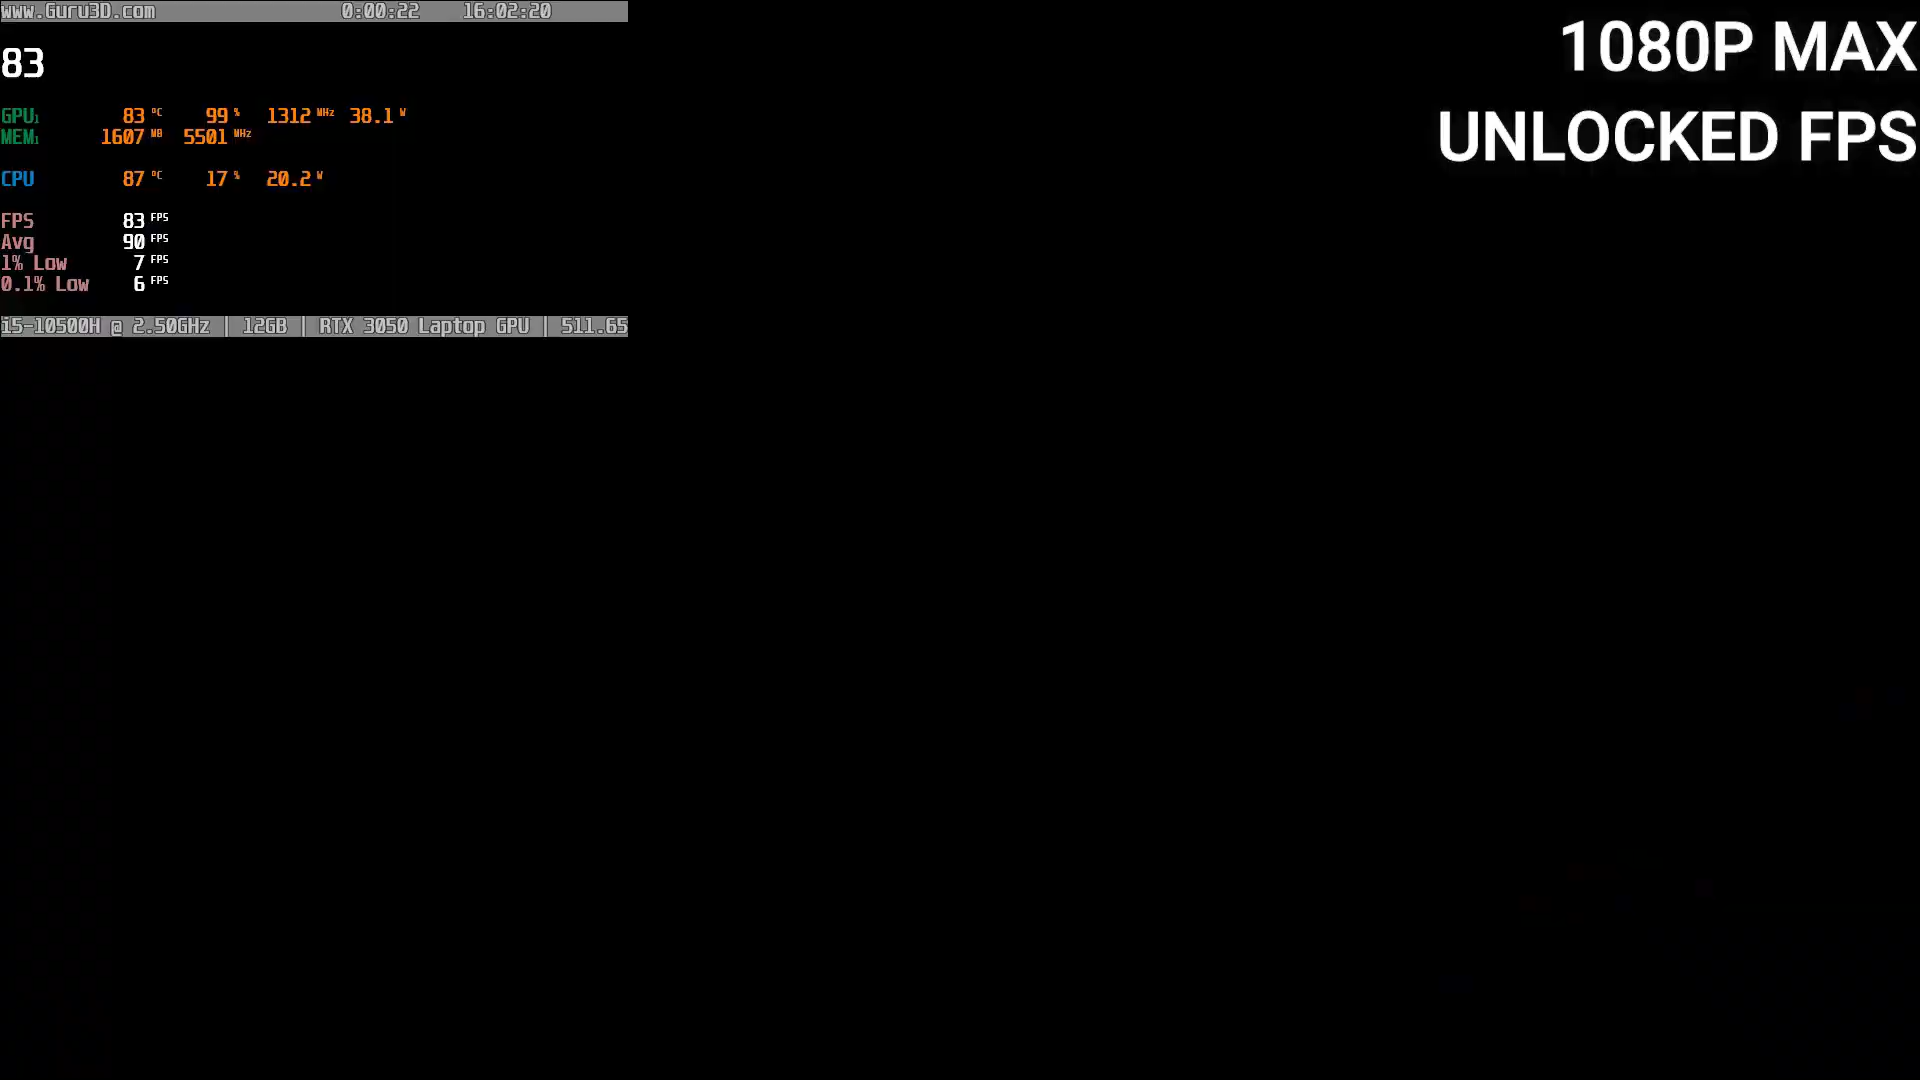 www.Guru3D.com 0:00:22 16:02:20
1080P MAX
UNLOCKED FPS
83
GPU1 83 °C 99 % 1312 MHz 38.1 W
MEM1 1607 MB 5501 MHz
CPU 87 °C 17 % 20.2 W
FPS 83 FPS
Avg 90 FPS
1% Low 7 FPS
0.1% Low 6 FPS
i5-10500H @ 2.50GHz | 12GB | RTX 3050 Laptop GPU | 511.65